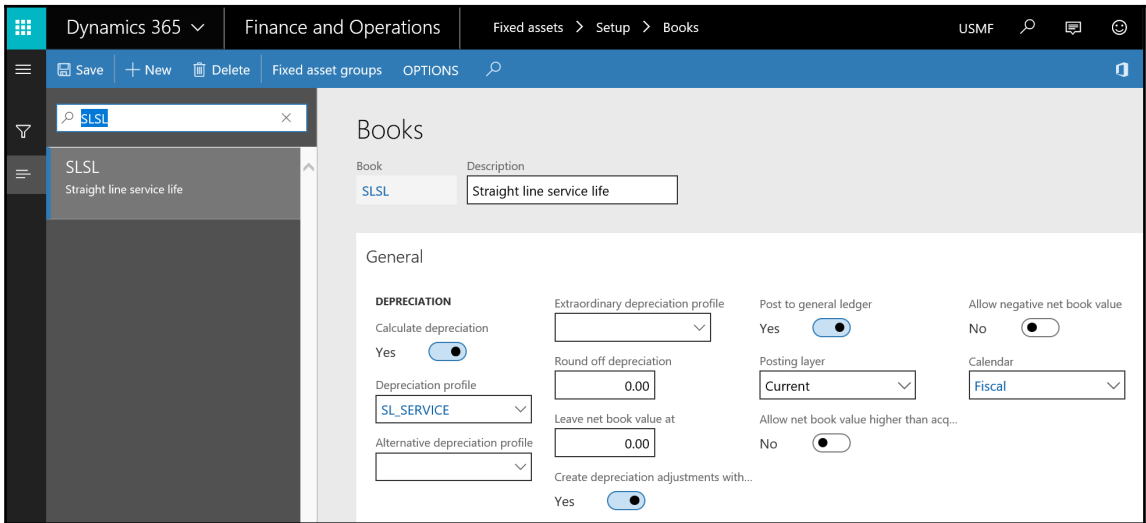 Dynamics 365
Finance and Operations
Fixed assets > Setup > Books
USMF
Save
+ New
Delete
Fixed asset groups
OPTIONS
SLSL
SLSL
Straight line service life
Books
Book
Description
SLSL
Straight line service life
General
DEPRECIATION
Calculate depreciation
Yes
Depreciation profile
SL_SERVICE
Alternative depreciation profile
Extraordinary depreciation profile
Round off depreciation
0.00
Leave net book value at
0.00
Create depreciation adjustments with...
Yes
Post to general ledger
Yes
Posting layer
Current
Allow net book value higher than acq...
No
Allow negative net book value
No
Calendar
Fiscal